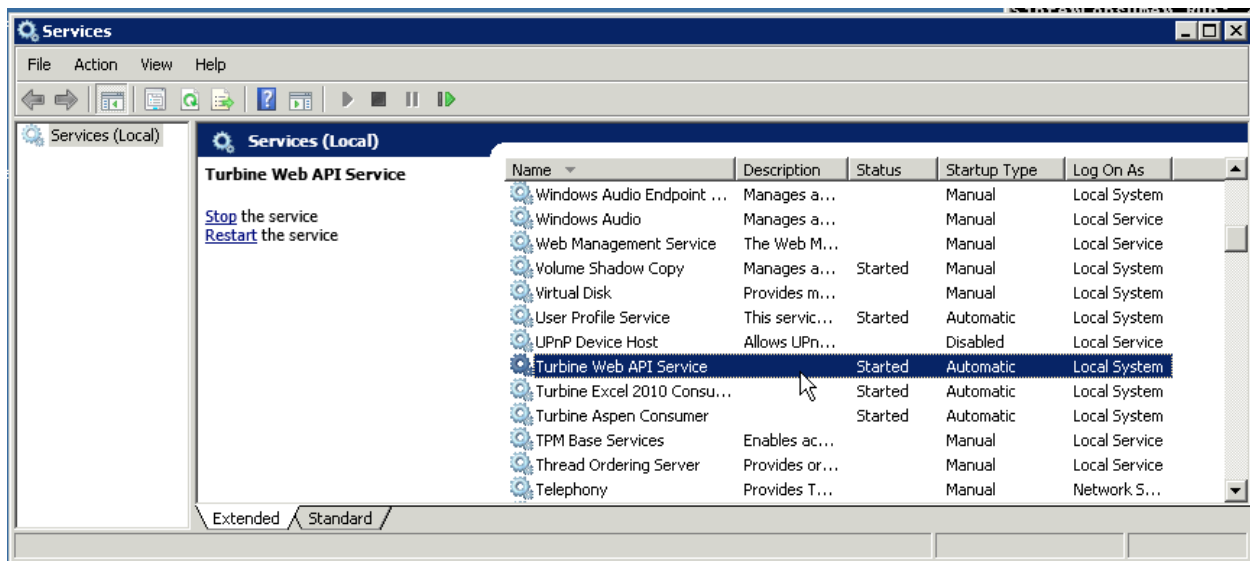 Services
File Action View Help
Services (Local)
Services (Local)
Turbine Web API Service
Stop the service
Restart the service
Name Description Status Startup Type Log On As
Windows Audio Endpoint ... Manages a... Manual Local System
Windows Audio Manages a... Manual Local Service
Web Management Service The Web M... Manual Local Service
Volume Shadow Copy Manages a... Started Manual Local System
Virtual Disk Provides m... Manual Local System
User Profile Service This servic... Started Automatic Local System
UPnP Device Host Allows UPn... Disabled Local Service
Turbine Web API Service Started Automatic Local System
Turbine Excel 2010 Consu... Started Automatic Local System
Turbine Aspen Consumer Started Automatic Local System
TPM Base Services Enables ac... Manual Local Service
Thread Ordering Server Provides or... Manual Local Service
Telephony Provides T... Manual Network S...
Extended Standard